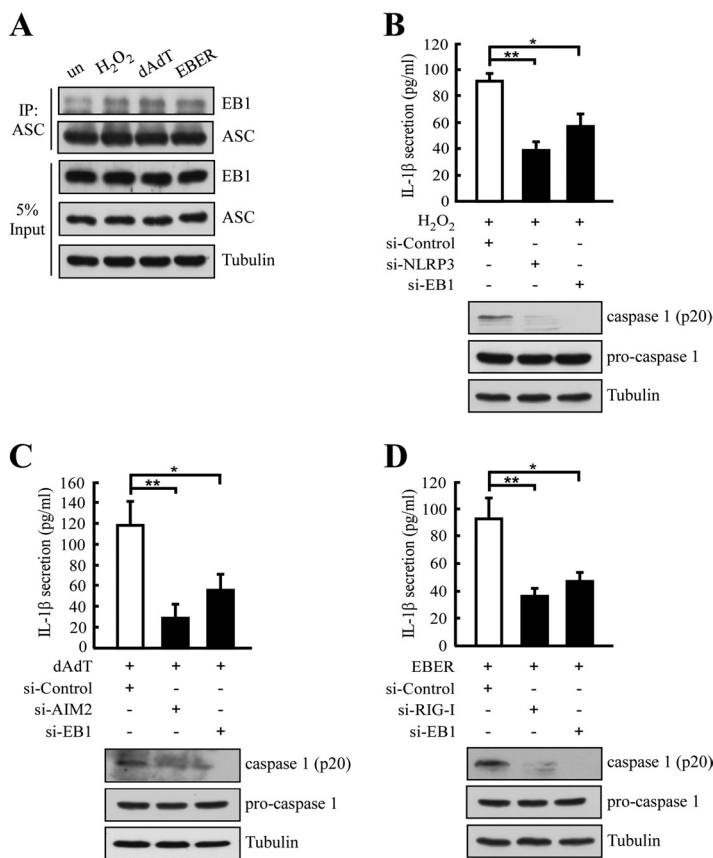 A
un H2O2 dAdT EBER
IP: ASC
EB1
ASC
5% Input
EB1
ASC
Tubulin
B
IL-1β secretion (pg/ml)
120
100
80
60
40
20
0
**
*
H2O2 + + +
si-Control + - -
si-NLRP3 - + -
si-EB1 - - +
caspase 1 (p20)
pro-caspase 1
Tubulin
C
IL-1β secretion (pg/ml)
160
140
120
100
80
60
40
20
0
**
*
dAdT + + +
si-Control + - -
si-AIM2 - + -
si-EB1 - - +
caspase 1 (p20)
pro-caspase 1
Tubulin
D
IL-1β secretion (pg/ml)
120
100
80
60
40
20
0
**
*
EBER + + +
si-Control + - -
si-RIG-I - + -
si-EB1 - - +
caspase 1 (p20)
pro-caspase 1
Tubulin